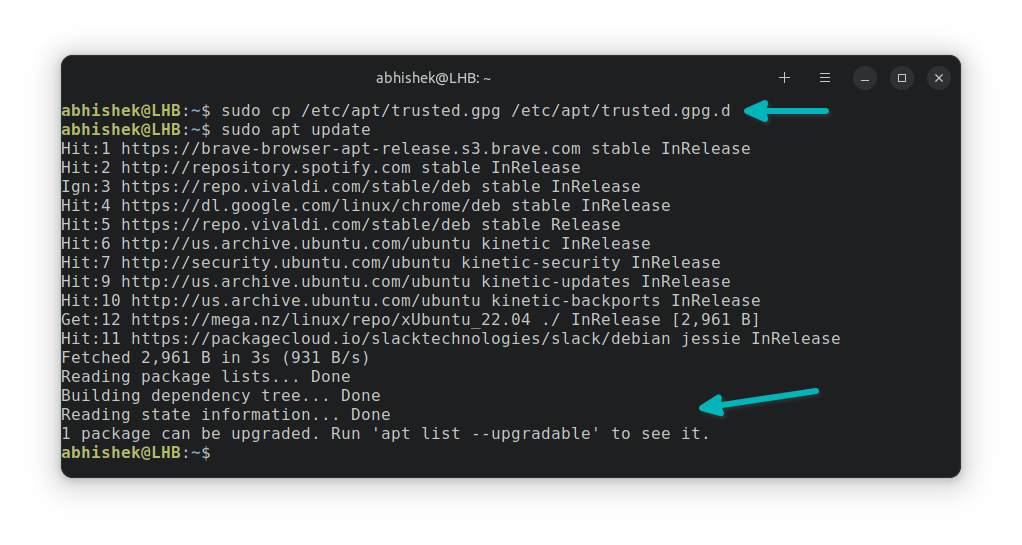 abhishek@LHB: ~
abhishek@LHB:~$ sudo cp /etc/apt/trusted.gpg /etc/apt/trusted.gpg.d
abhishek@LHB:~$ sudo apt update
Hit:1 https://brave-browser-apt-release.s3.brave.com stable InRelease
Hit:2 http://repository.spotify.com stable InRelease
Ign:3 https://repo.vivaldi.com/stable/deb stable InRelease
Hit:4 https://dl.google.com/linux/chrome/deb stable InRelease
Hit:5 https://repo.vivaldi.com/stable/deb stable Release
Hit:6 http://us.archive.ubuntu.com/ubuntu kinetic InRelease
Hit:7 http://security.ubuntu.com/ubuntu kinetic-security InRelease
Hit:9 http://us.archive.ubuntu.com/ubuntu kinetic-updates InRelease
Hit:10 http://us.archive.ubuntu.com/ubuntu kinetic-backports InRelease
Get:12 https://mega.nz/linux/repo/xUbuntu_22.04 ./ InRelease [2,961 B]
Hit:11 https://packagecloud.io/slacktechnologies/slack/debian jessie InRelease
Fetched 2,961 B in 3s (931 B/s)
Reading package lists... Done
Building dependency tree... Done
Reading state information... Done
1 package can be upgraded. Run 'apt list --upgradable' to see it.
abhishek@LHB:~$